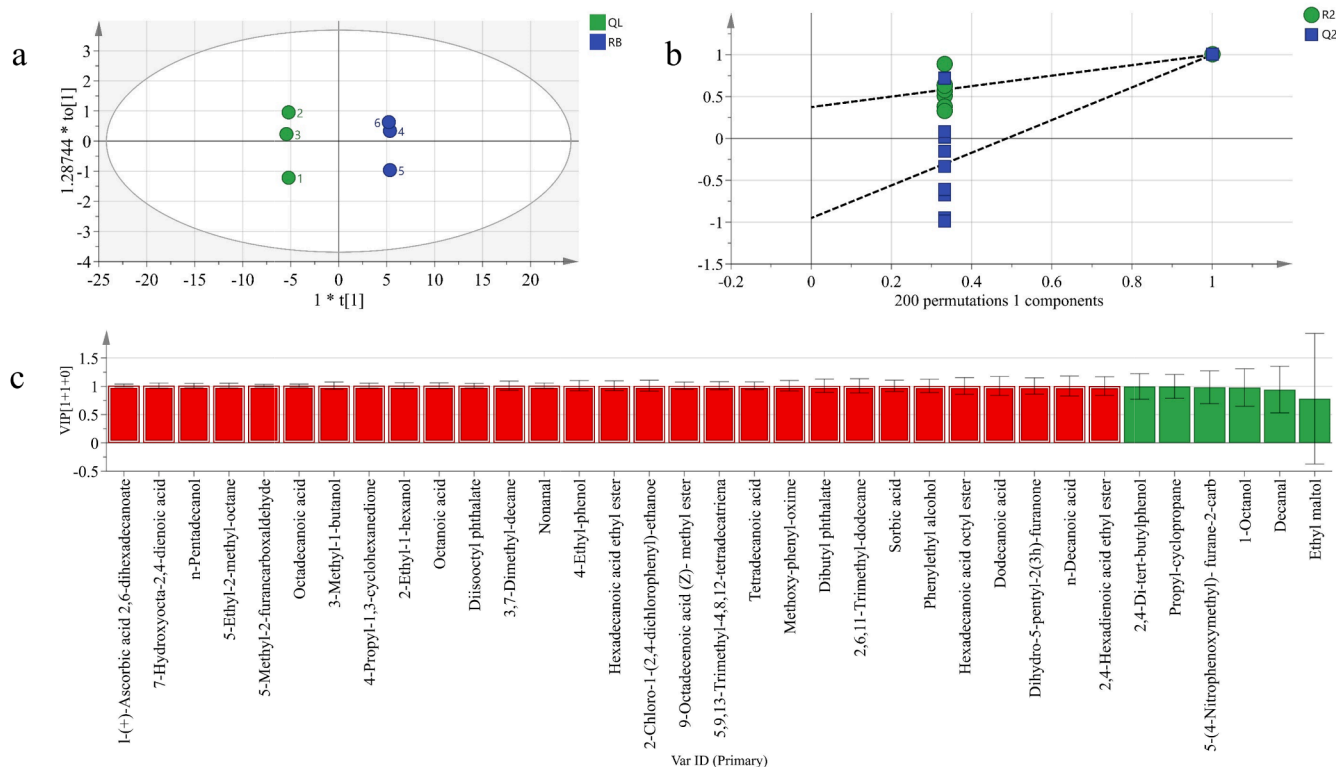 a
QL
RB
3
2
1
0
-1
-2
-3
-4
1.28744 * to[1]
2
3
1
6
4
5
-25 -20 -15 -10 -5 0 5 10 15 20
1 * t[1]
b
R2
Q2
1
0.5
0
-0.5
-1
-1.5
-0.2 0 0.2 0.4 0.6 0.8 1
200 permutations 1 components
c
VIP[1+1+0]
1.5
1
0.5
0
-0.5
l-(+)-Ascorbic acid 2,6-dihexadecanoate
7-Hydroxyocta-2,4-dienoic acid
n-Pentadecanol
5-Ethyl-2-methyl-octane
5-Methyl-2-furancarboxaldehyde
Octadecanoic acid
3-Methyl-1-butanol
4-Propyl-1,3-cyclohexanedione
2-Ethyl-1-hexanol
Octanoic acid
Diisooctyl phthalate
3,7-Dimethyl-decane
Nonanal
4-Ethyl-phenol
Hexadecanoic acid ethyl ester
2-Chloro-1-(2,4-dichlorophenyl)-ethanoe
9-Octadecenoic acid (Z)- methyl ester
5,9,13-Trimethyl-4,8,12-tetradecatriena
Tetradecanoic acid
Methoxy-phenyl-oxime
Dibutyl phthalate
2,6,11-Trimethyl-dodecane
Sorbic acid
Phenylethyl alcohol
Hexadecanoic acid octyl ester
Dodecanoic acid
Dihydro-5-pentyl-2(3h)-furanone
n-Decanoic acid
2,4-Hexadienoic acid ethyl ester
2,4-Di-tert-butylphenol
Propyl-cyclopropane
5-(4-Nitrophenoxymethyl)- furane-2-carb
1-Octanol
Decanal
Ethyl maltol
Var ID (Primary)